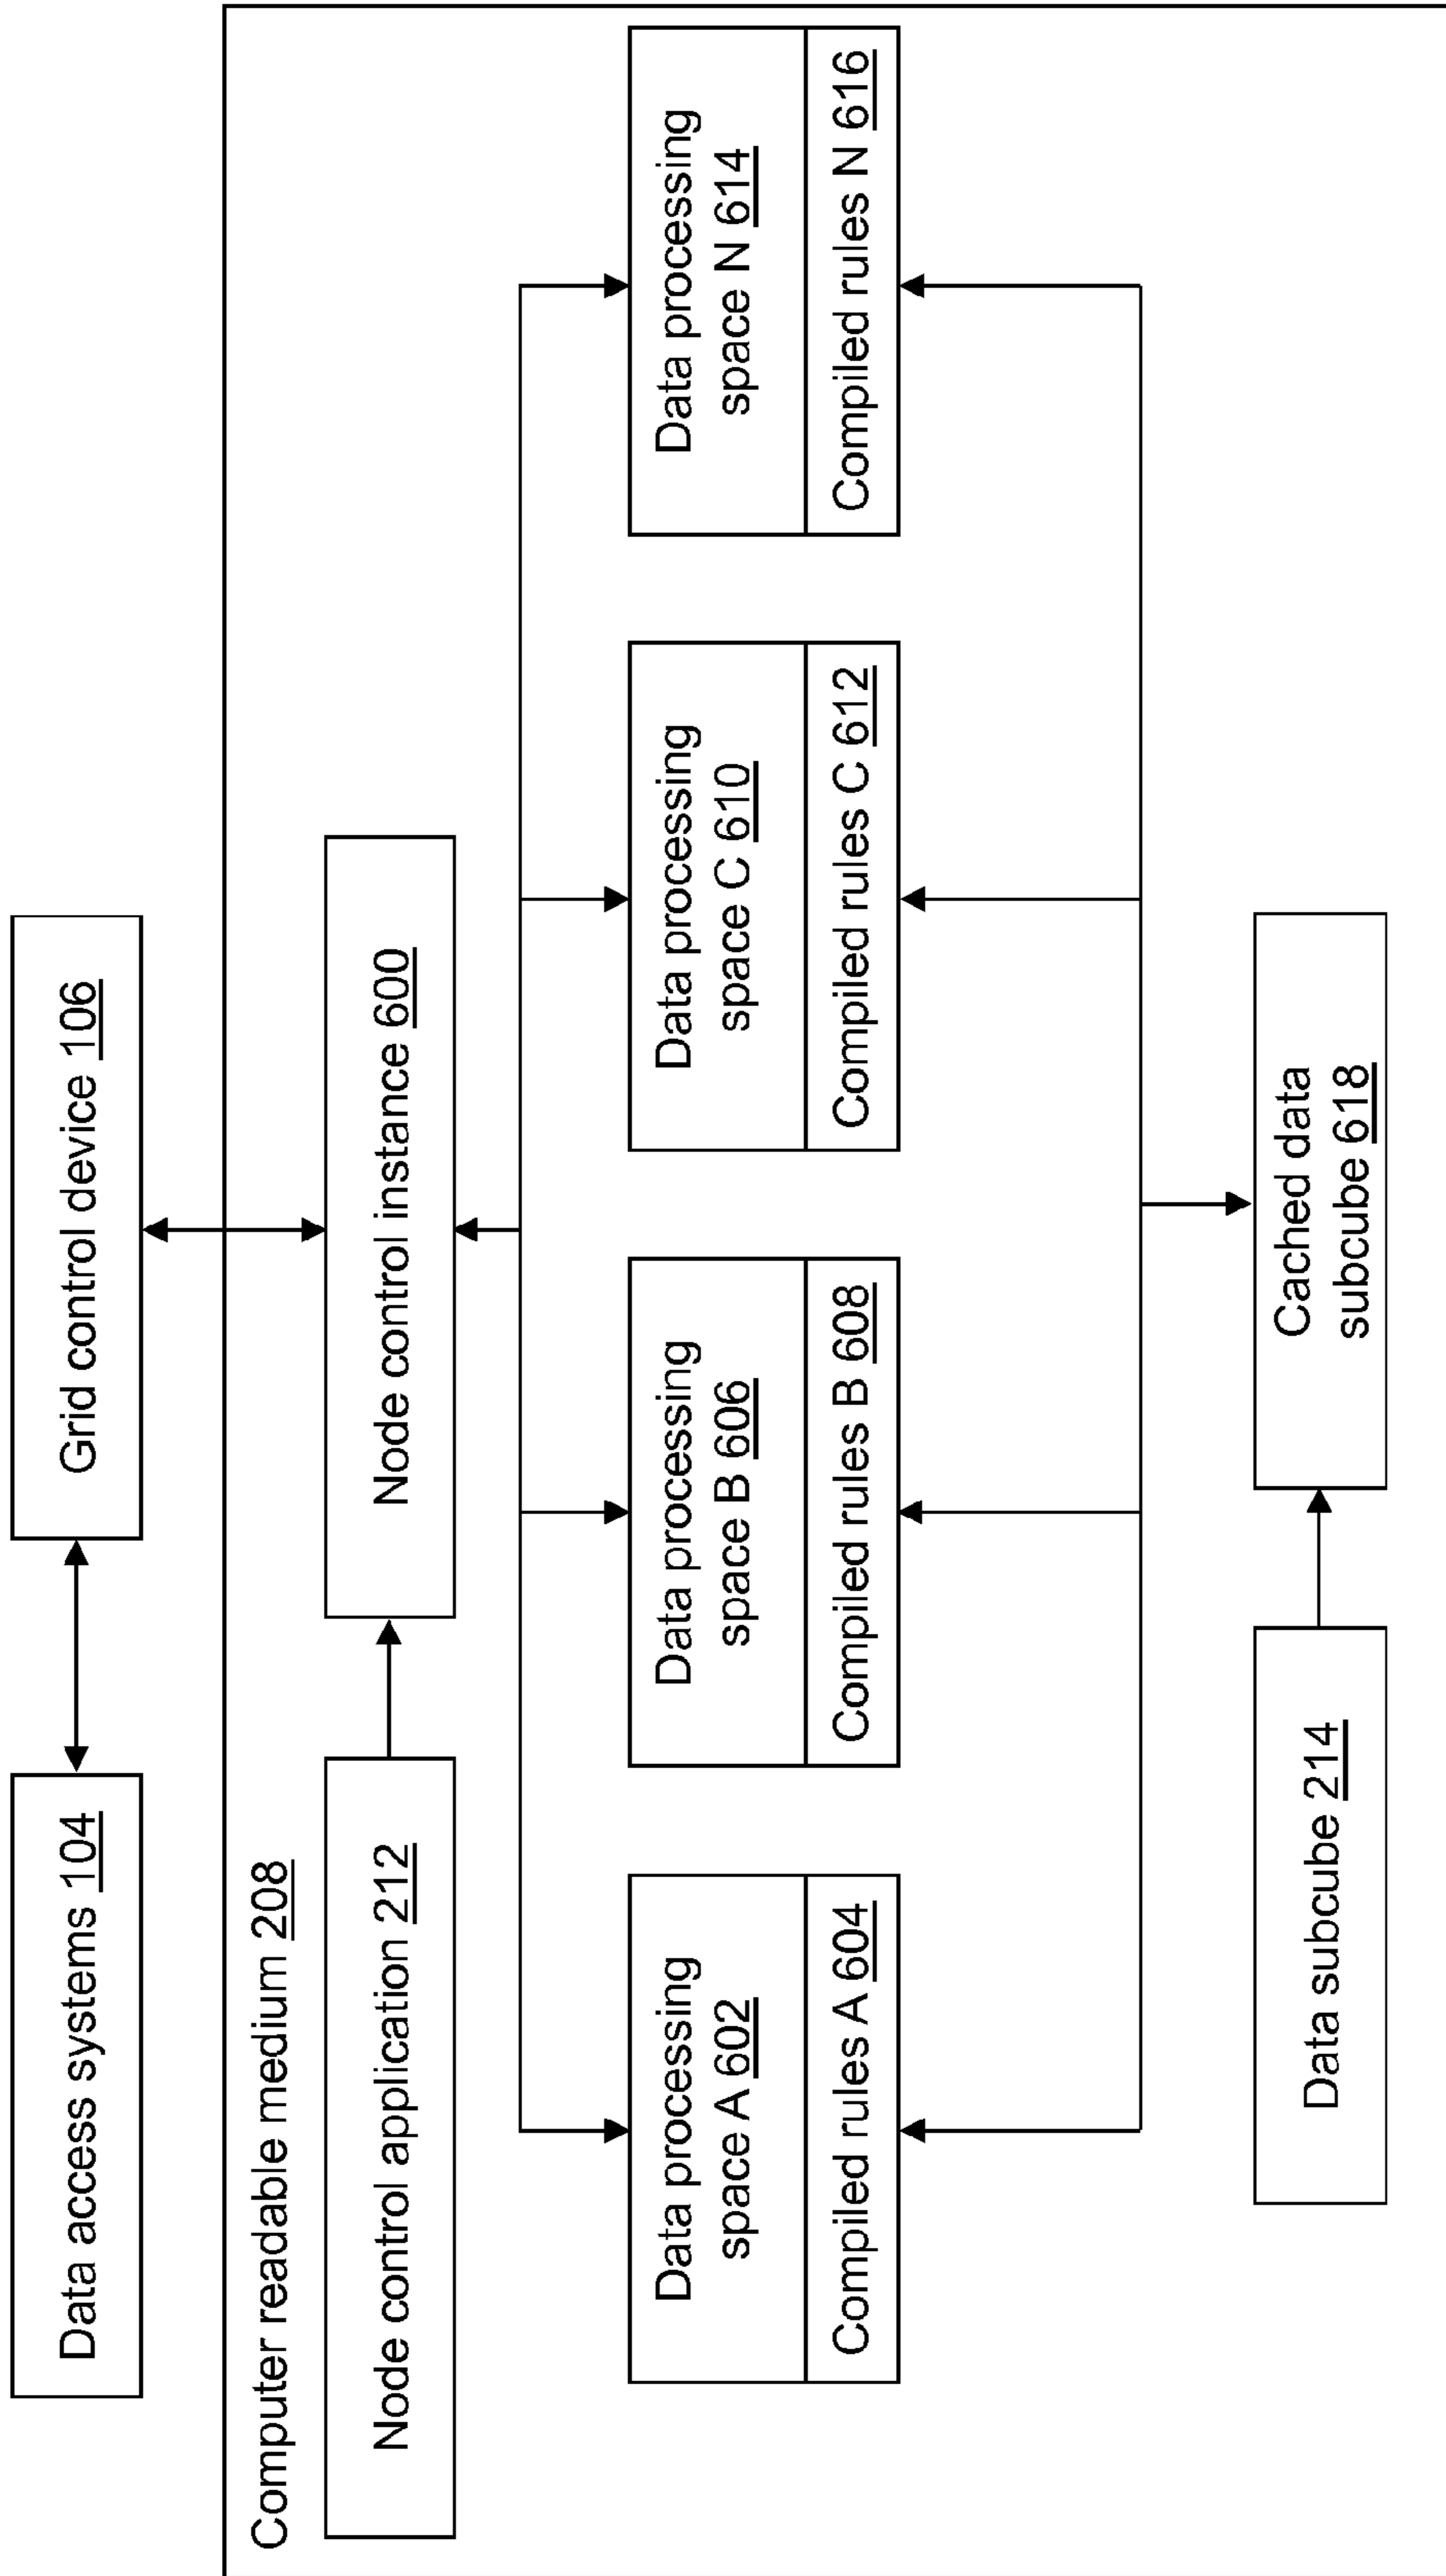 Data access systems 104
Grid control device 106
Computer readable medium 208
Node control application 212
Node control instance 600
Data processing
space A 602
Compiled rules A 604
Data processing
space B 606
Compiled rules B 608
Data processing
space C 610
Compiled rules C 612
Data processing
space N 614
Compiled rules N 616
Data subcube 214
Cached data
subcube 618